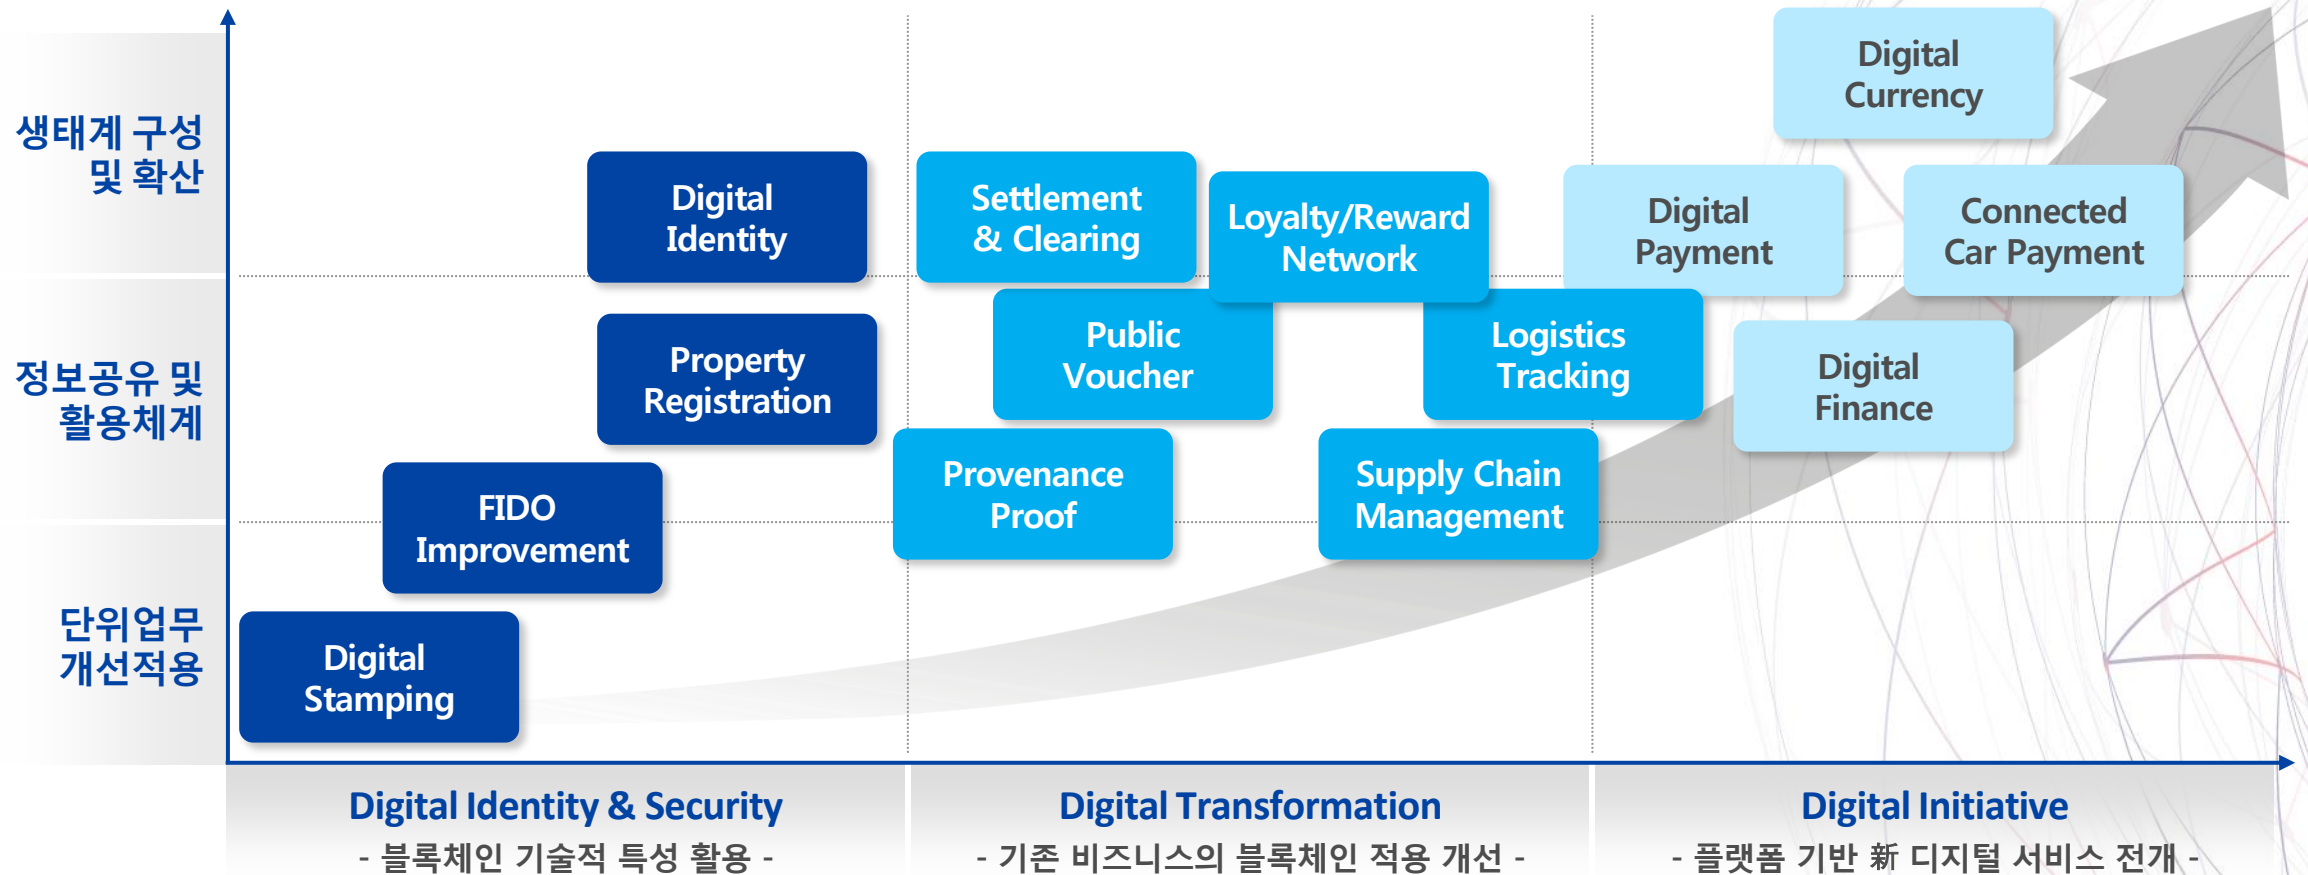 생태계 구성
및 확산
정보공유 및
활용체계
단위업무
개선적용
Digital
Identity
Property
Registration
FIDO
Improvement
Digital
Stamping
Settlement
& Clearing
Loyalty/Reward
Network
Public
Voucher
Logistics
Tracking
Provenance
Proof
Supply Chain
Management
Digital
Currency
Digital
Payment
Connected
Car Payment
Digital
Finance
Digital Identity & Security
- 블록체인 기술적 특성 활용 -
Digital Transformation
- 기존 비즈니스의 블록체인 적용 개선 -
Digital Initiative
- 플랫폼 기반 新 디지털 서비스 전개 -